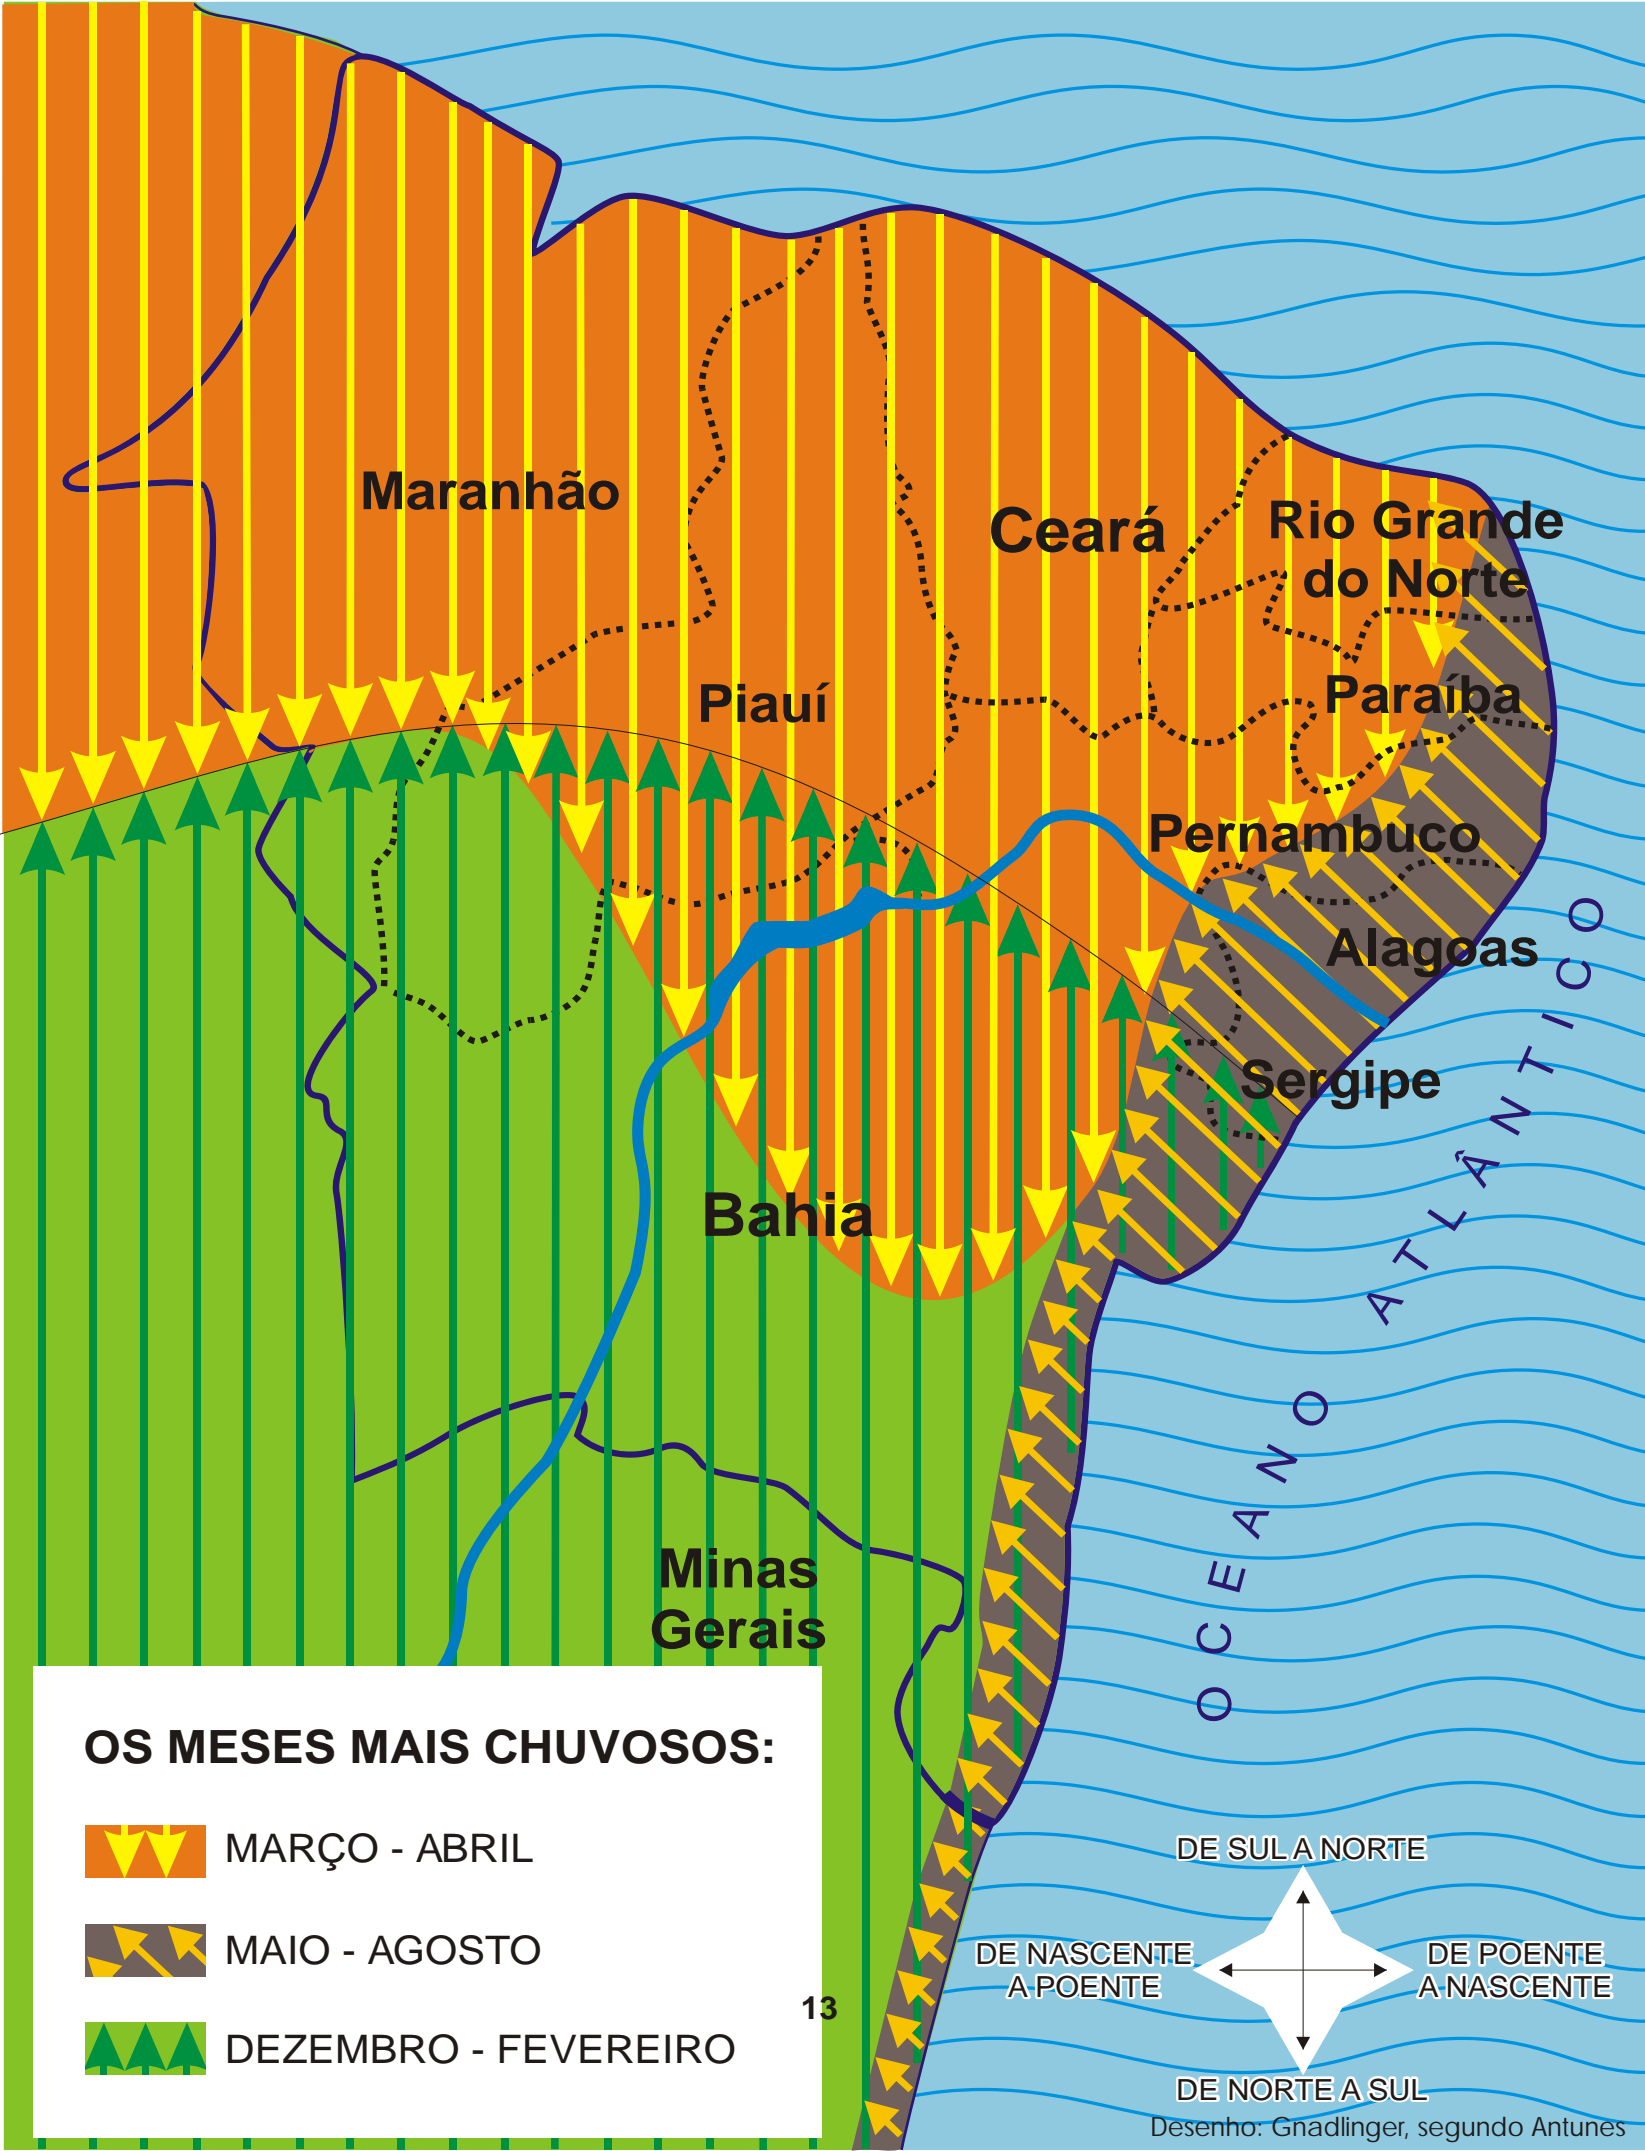 Maranhão
Ceará
Rio Grande
do Norte
Piauí
Paraíba
Pernambuco
Alagoas
Sergipe
Bahia
OCEANO ATLÂNTICO
Minas
Gerais
OS MESES MAIS CHUVOSOS:
MARÇO - ABRIL
MAIO - AGOSTO
DEZEMBRO - FEVEREIRO
13
DE SUL A NORTE
DE NASCENTE
A POENTE
DE POENTE
A NASCENTE
DE NORTE A SUL
Desenho: Gnadlinger, segundo Antunes